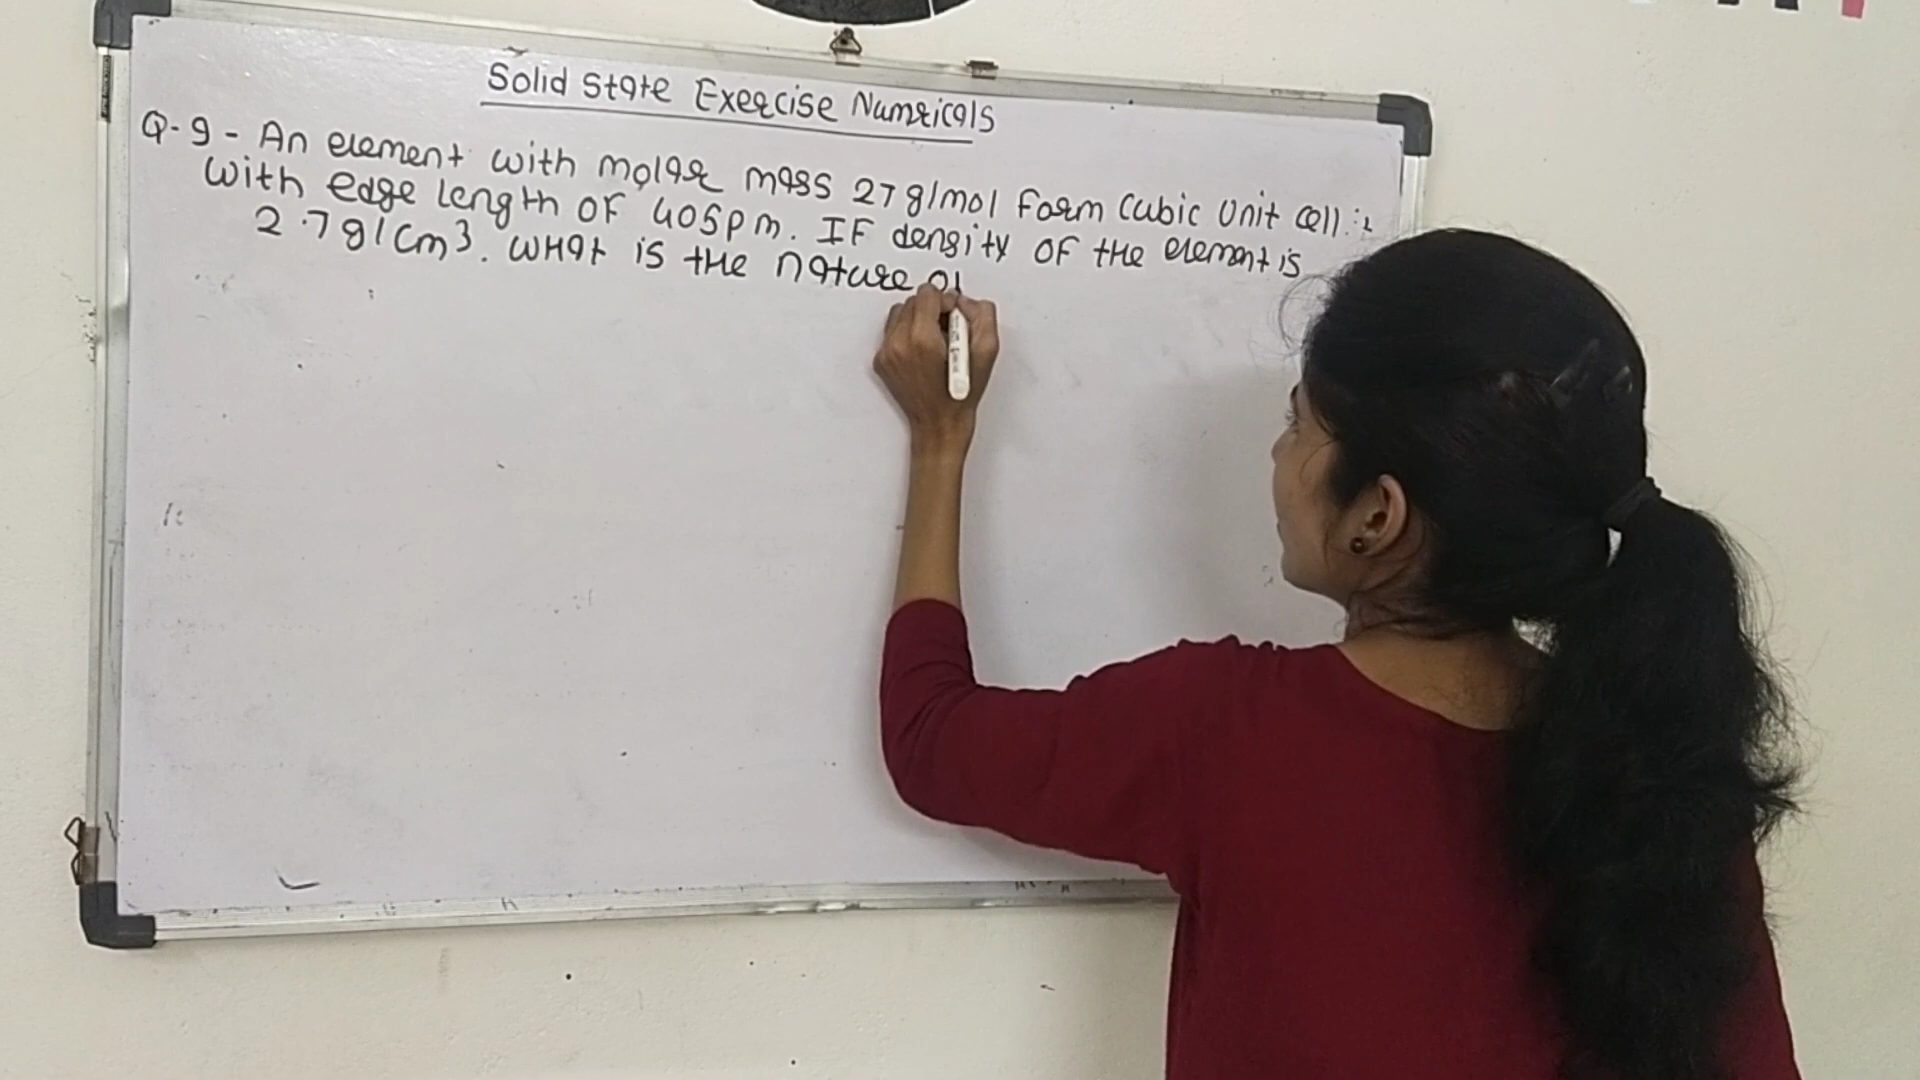 Solid State Exercise Numericals
Q-9- An element with molar mass 27 g/mol form cubic unit cell
with edge length of 405pm. IF density of the element is
2.7g/cm3. WHat is the nature of